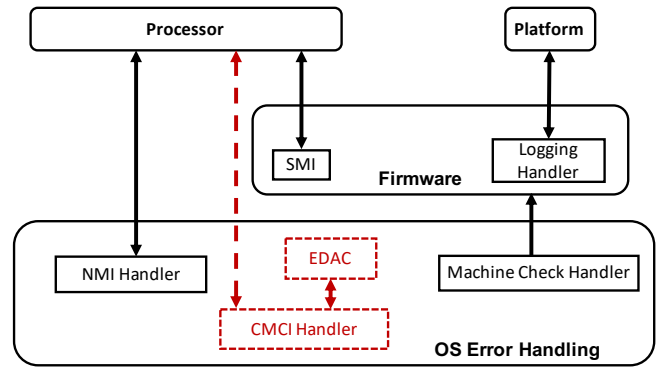 Processor
Platform
SMI
Logging
Handler
Firmware
NMI Handler
EDAC
Machine Check Handler
CMCI Handler
OS Error Handling